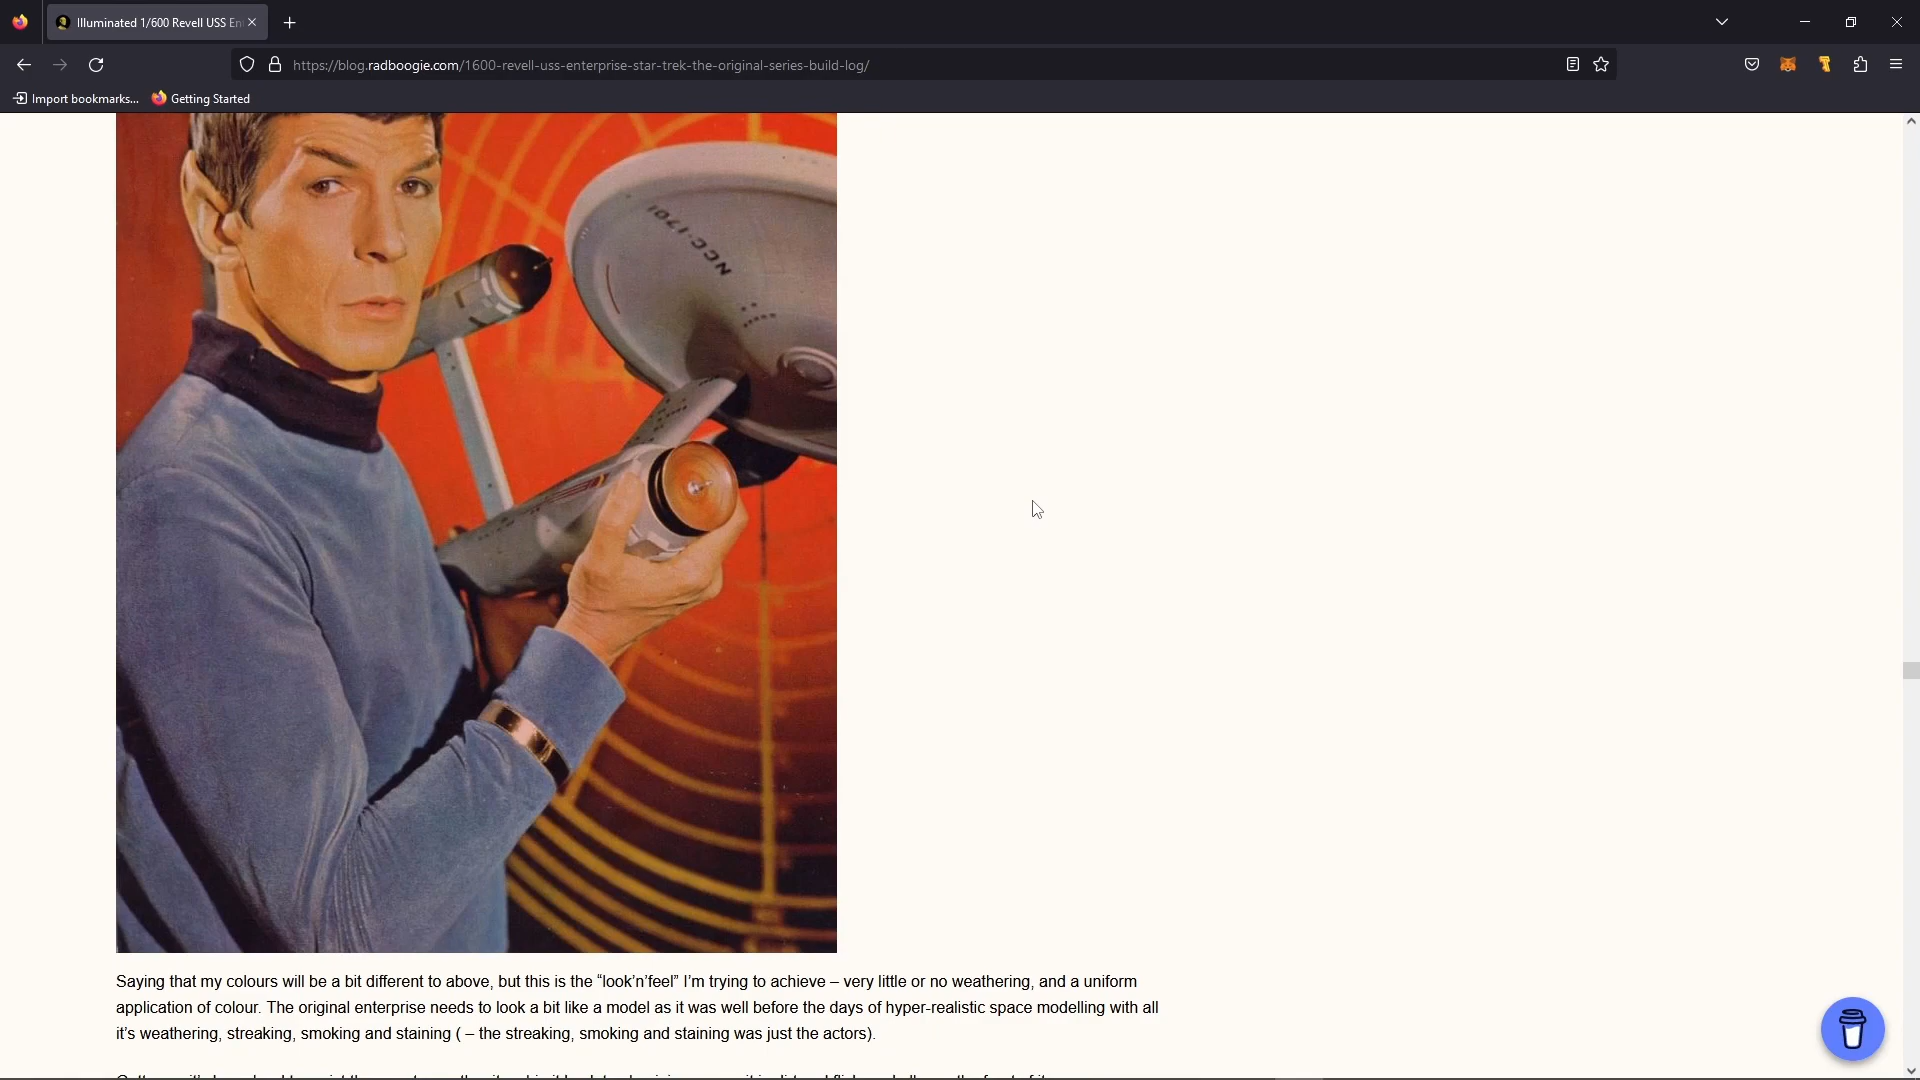 Illuminated 1/600 Revell USS En
https://blog.radboogie.com/1600-revell-uss-enterprise-star-trek-the-original-series-build-log/
Import bookmarks...
Getting Started
NCC-1701
Saying that my colours will be a bit different to above, but this is the “look’n’feel” I’m trying to achieve – very little or no weathering, and a uniform
application of colour. The original enterprise needs to look a bit like a model as it was well before the days of hyper-realistic space modelling with all
it’s weathering, streaking, smoking and staining ( – the streaking, smoking and staining was just the actors).